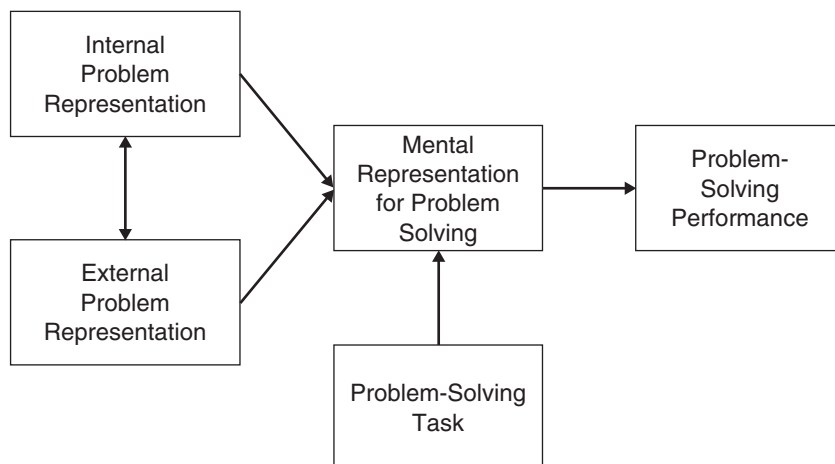 Internal
Problem
Representation
External
Problem
Representation
Mental
Representation
for Problem
Solving
Problem-
Solving
Performance
Problem-Solving
Task